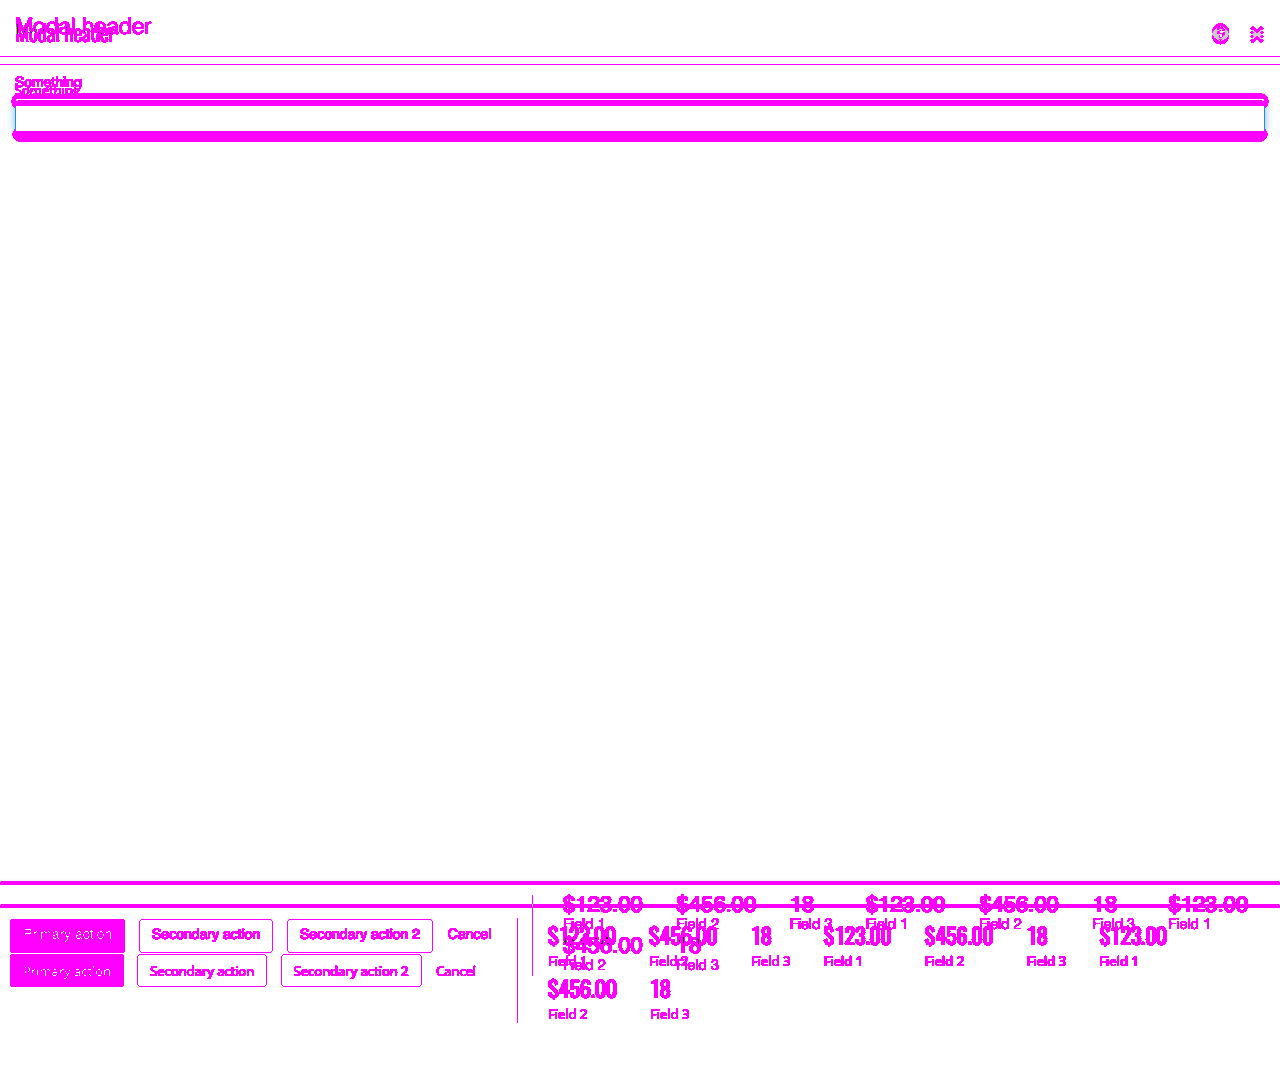 Modal header
Modal header
Something
Something
$123.00 $456.00 18 $123.00 $456.00 18 $123.00
Field 1 Field 2 Field 3 Field 1 Field 2 Field 3 Field 1
Primary action Secondary action Secondary action 2 Cancel
$123.00 $456.00 18 $123.00 $456.00 18 $123.00
$456.00 18
Field 1 Field 2 Field 3 Field 1 Field 2 Field 3 Field 1
Field 2 Field 3
Primary action Secondary action Secondary action 2 Cancel
$456.00 18
Field 2 Field 3